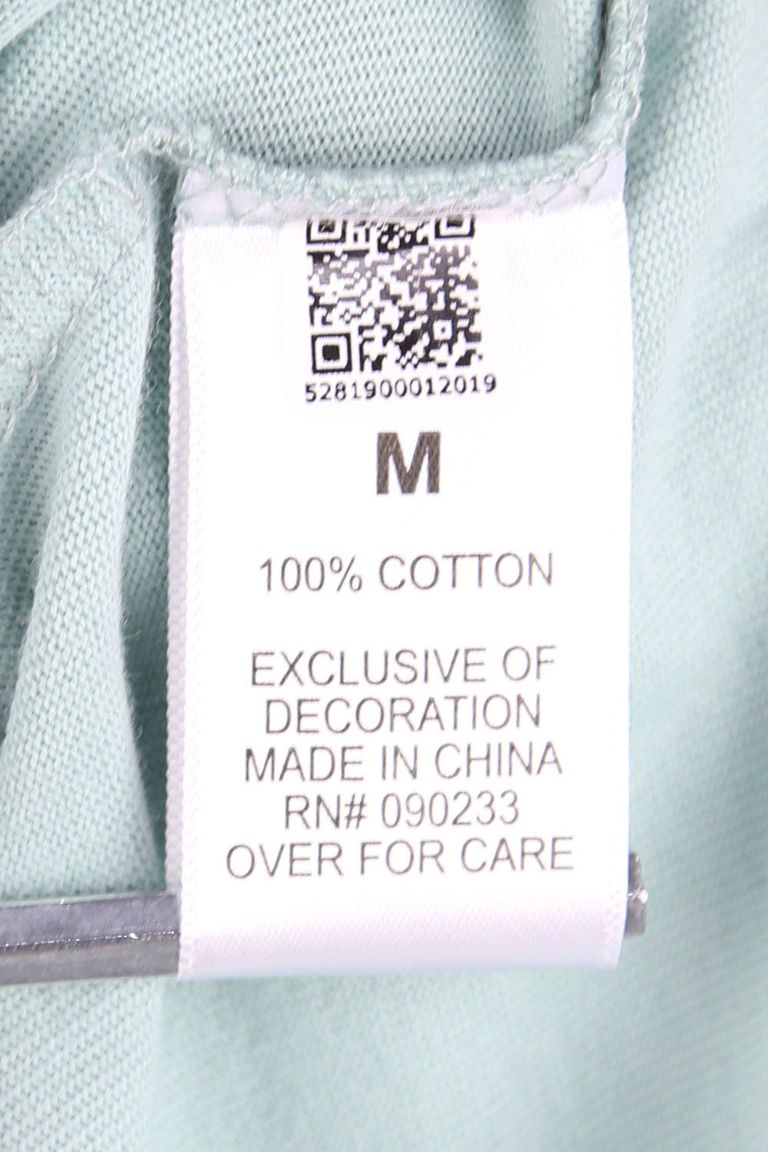 5281900012019
M
100% COTTON
EXCLUSIVE OF
DECORATION
MADE IN CHINA
RN# 090233
OVER FOR CARE